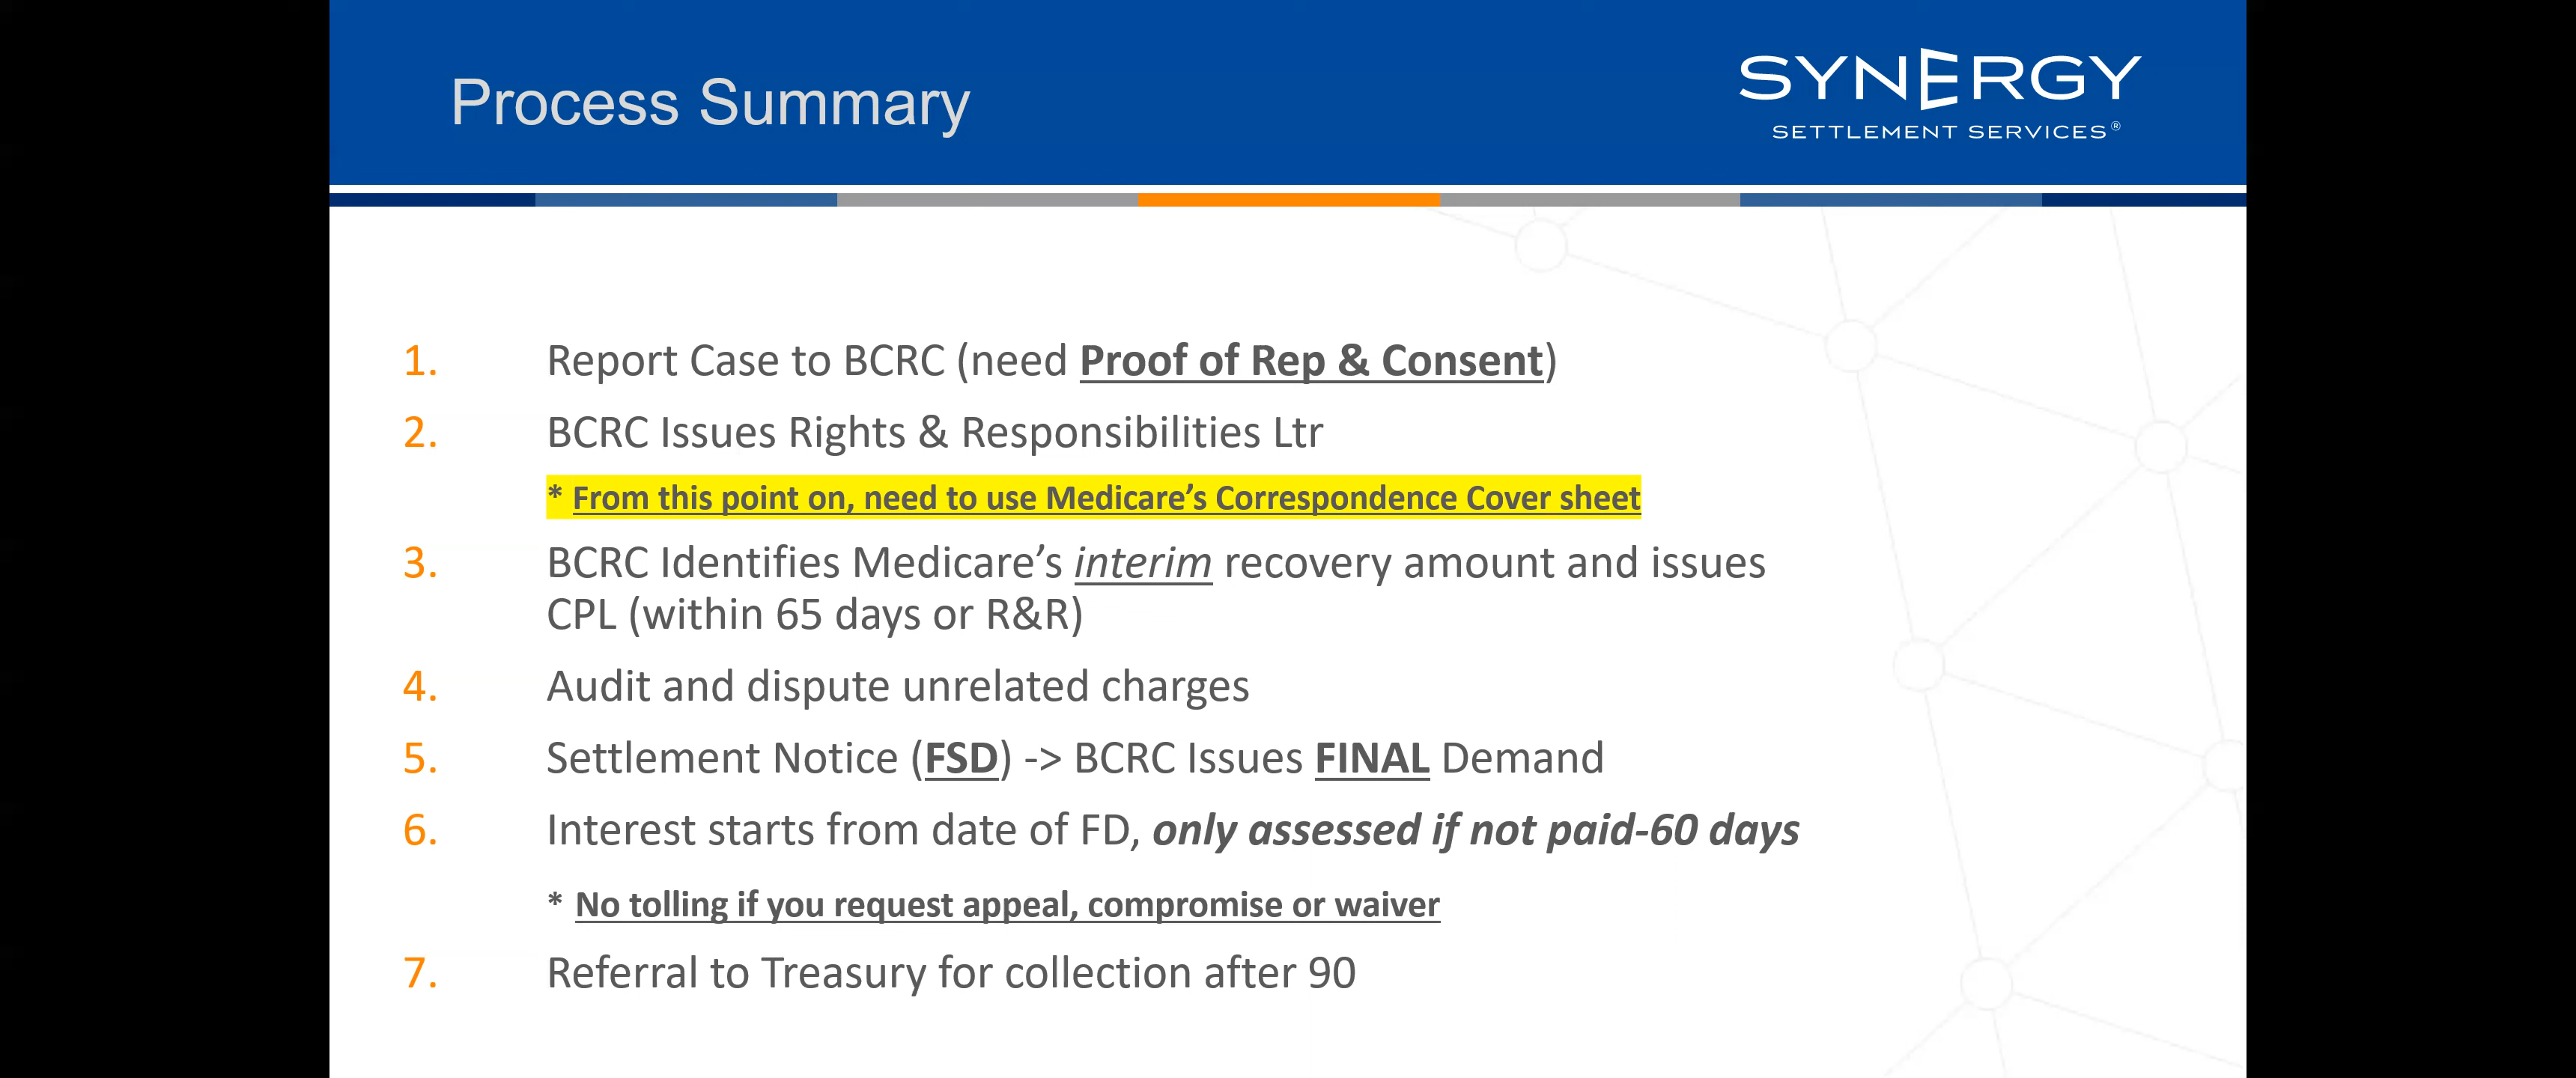 Process Summary
SYNERGY
SETTLEMENT SERVICES®
1. Report Case to BCRC (need Proof of Rep & Consent)
2. BCRC Issues Rights & Responsibilities Ltr
* From this point on, need to use Medicare’s Correspondence Cover sheet
3. BCRC Identifies Medicare’s interim recovery amount and issues
CPL (within 65 days or R&R)
4. Audit and dispute unrelated charges
5. Settlement Notice (FSD) -> BCRC Issues FINAL Demand
6. Interest starts from date of FD, only assessed if not paid-60 days
* No tolling if you request appeal, compromise or waiver
7. Referral to Treasury for collection after 90